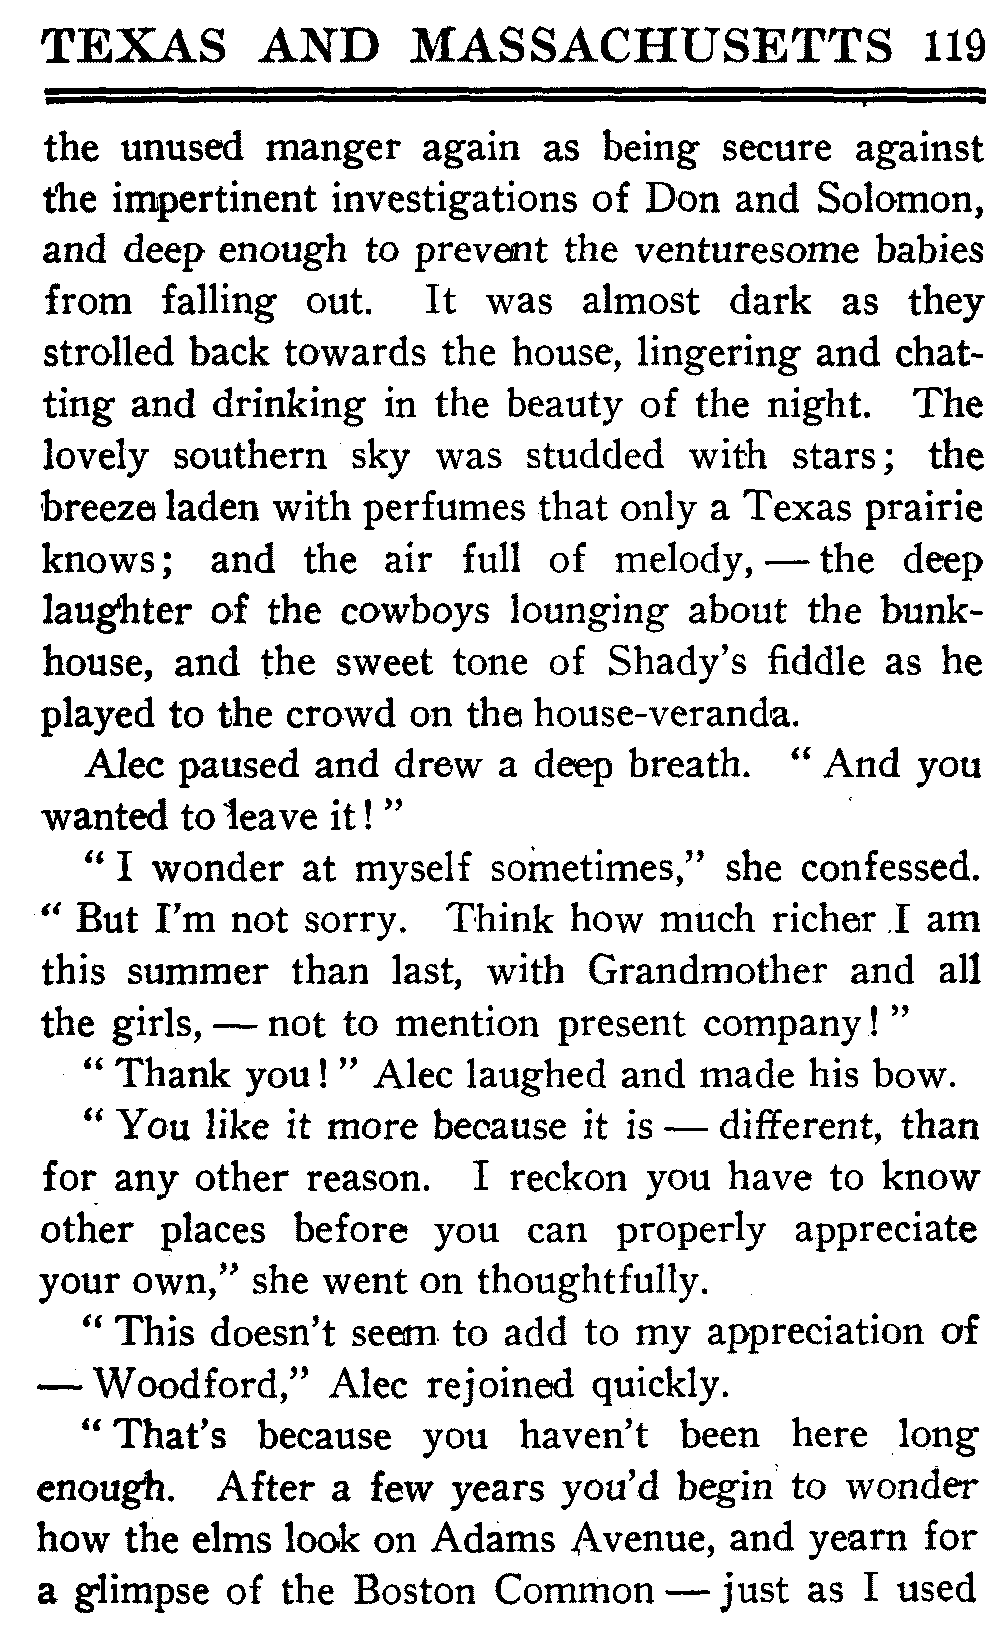 TEXAS AND MASSACHUSETTS 119
the unused manger again as being secure against
the impertinent investigations of Don and Solomon,
and deep enough to prevent the venturesome babies
from falling out. It was almost dark as they
strolled back towards the house, lingering and chat-
ting and drinking in the beauty of the night. The
lovely southern sky was studded with stars; the
breeze laden with perfumes that only a Texas prairie
knows; and the air full of melody, — the deep
laughter of the cowboys lounging about the bunk-
house, and the sweet tone of Shady's fiddle as he
played to the crowd on the house-veranda.
Alec paused and drew a deep breath. " And you
wanted to leave it! "
" I wonder at myself sometimes," she confessed.
" But I'm not sorry. Think how much richer I am
this summer than last, with Grandmother and all
the girls, — not to mention present company! "
" Thank you! " Alec laughed and made his bow.
" You like it more because it is — different, than
for any other reason. I reckon you have to know
other places before you can properly appreciate
your own," she went on thoughtfully.
" This doesn't seem to add to my appreciation of
— Woodford," Alec rejoined quickly.
" That's because you haven't been here long
enough. After a few years you'd begin to wonder
how the elms look on Adams Avenue, and yearn for
a glimpse of the Boston Common — just as I used